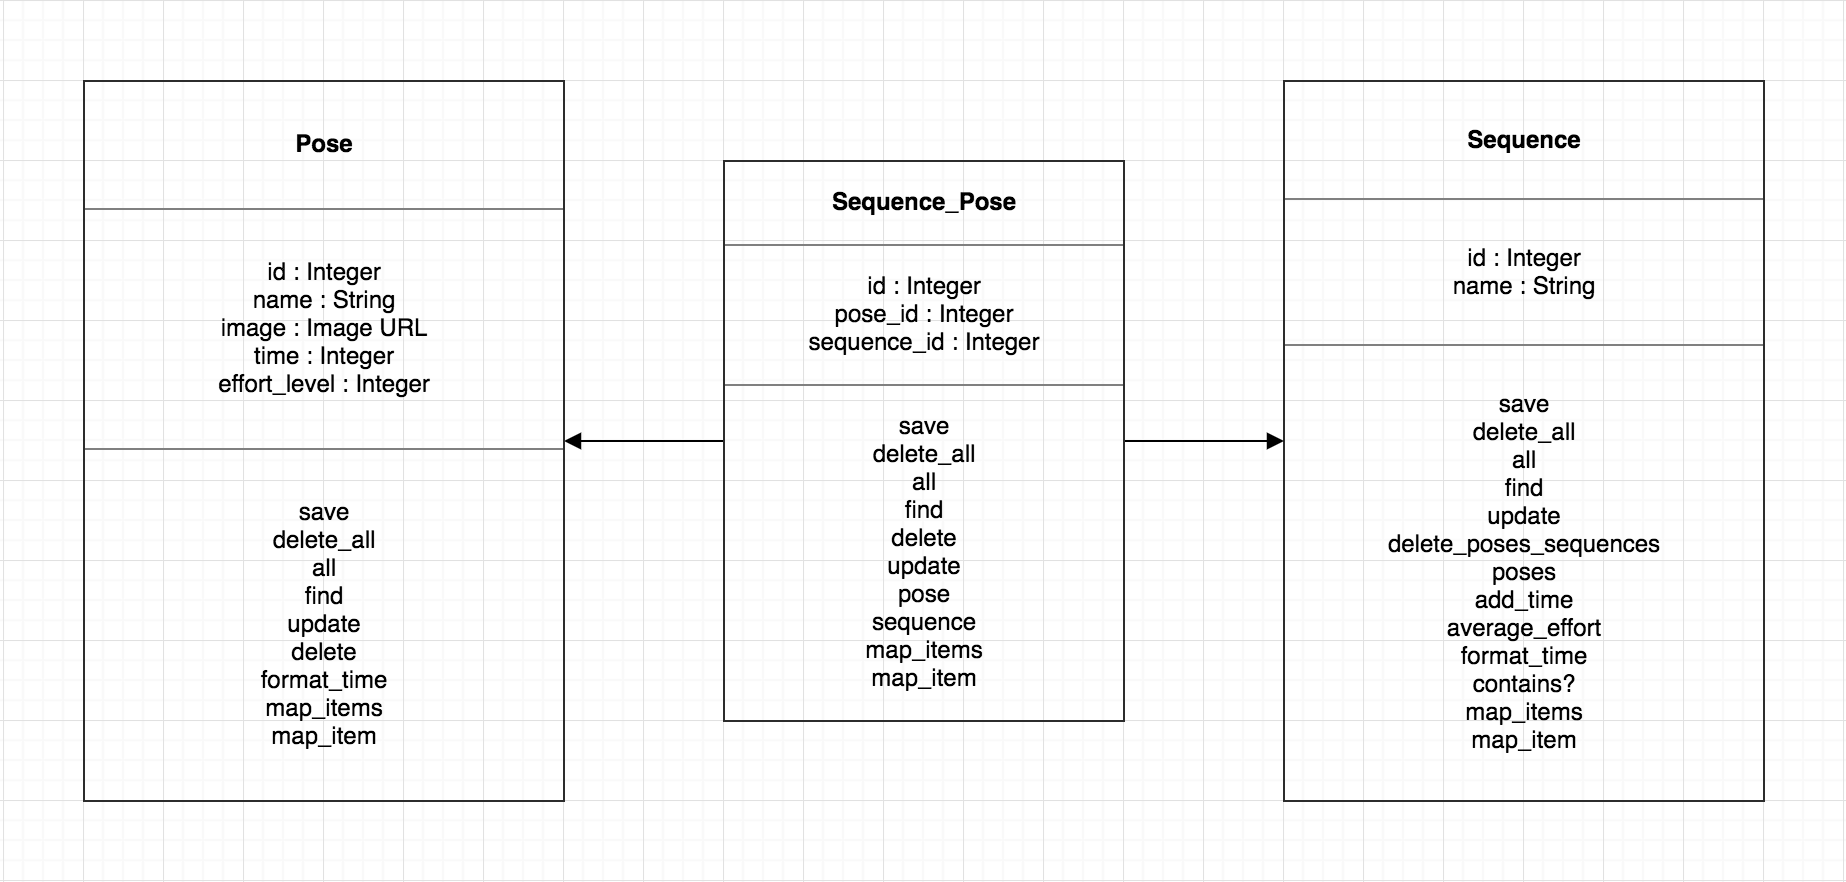 Pose
id : Integer
name : String
image : Image URL
time : Integer
effort_level : Integer
save
delete_all
all
find
update
delete
format_time
map_items
map_item
Sequence_Pose
id : Integer
pose_id : Integer
sequence_id : Integer
save
delete_all
all
find
delete
update
pose
sequence
map_items
map_item
Sequence
id : Integer
name : String
save
delete_all
all
find
update
delete_poses_sequences
poses
add_time
average_effort
format_time
contains?
map_items
map_item